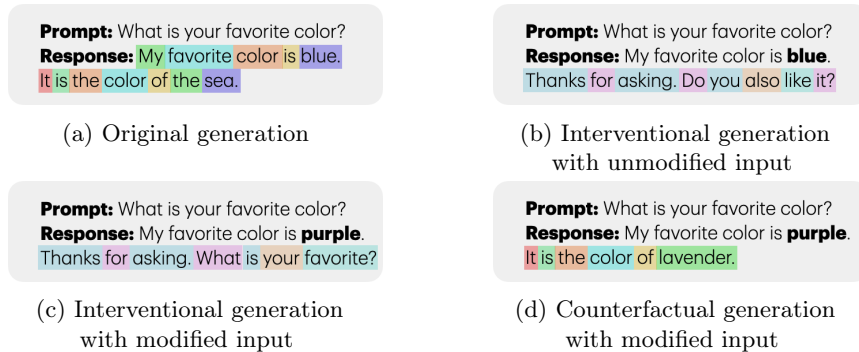 Prompt: What is your favorite color?
Response: My favorite color is blue.
It is the color of the sea.
(a) Original generation
Prompt: What is your favorite color?
Response: My favorite color is blue.
Thanks for asking. Do you also like it?
(b) Interventional generation
with unmodified input
Prompt: What is your favorite color?
Response: My favorite color is purple.
Thanks for asking. What is your favorite?
(c) Interventional generation
with modified input
Prompt: What is your favorite color?
Response: My favorite color is purple.
It is the color of lavender.
(d) Counterfactual generation
with modified input